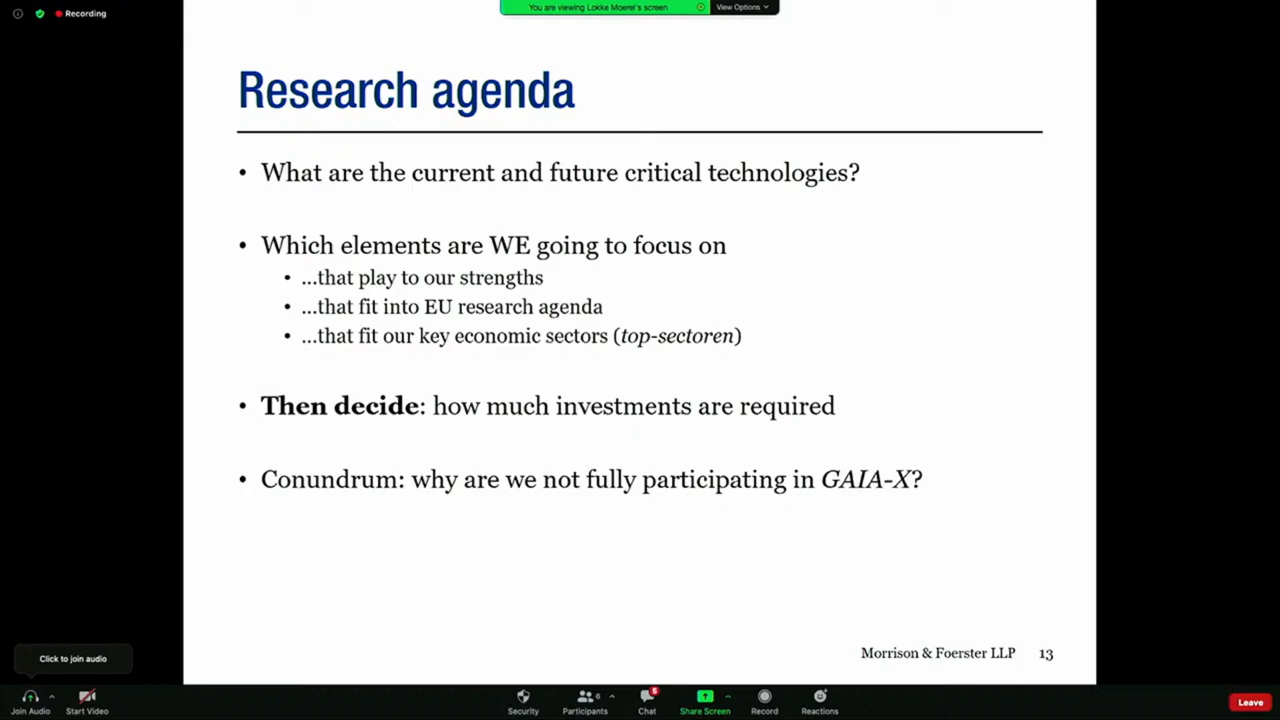 Recording
You are viewing Lokke Moerel's screen
View Options
Research agenda
• What are the current and future critical technologies?
• Which elements are WE going to focus on
• ...that play to our strengths
• ...that fit into EU research agenda
• ...that fit our key economic sectors (top-sectoren)
• Then decide: how much investments are required
• Conundrum: why are we not fully participating in GAIA-X?
Morrison & Foerster LLP 13
Click to join audio
Join Audio
Start Video
Security
Participants 6
Chat
Share Screen
Record
Reactions
Leave